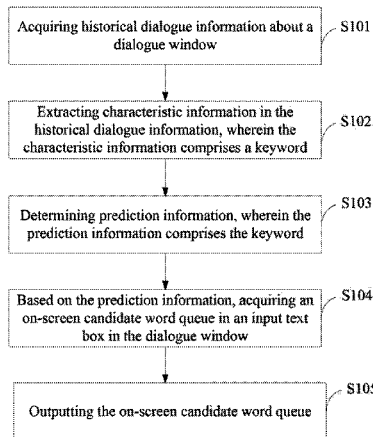 Acquiring historical dialogue information about a
dialogue window
S101
Extracting characteristic information in the
historical dialogue information, wherein the
characteristic information comprises a keyword
S102
Determining prediction information, wherein the
prediction information comprises the keyword
S103
Based on the prediction information, acquiring an
on-screen candidate word queue in an input text
box in the dialogue window
S104
Outputting the on-screen candidate word queue
S105